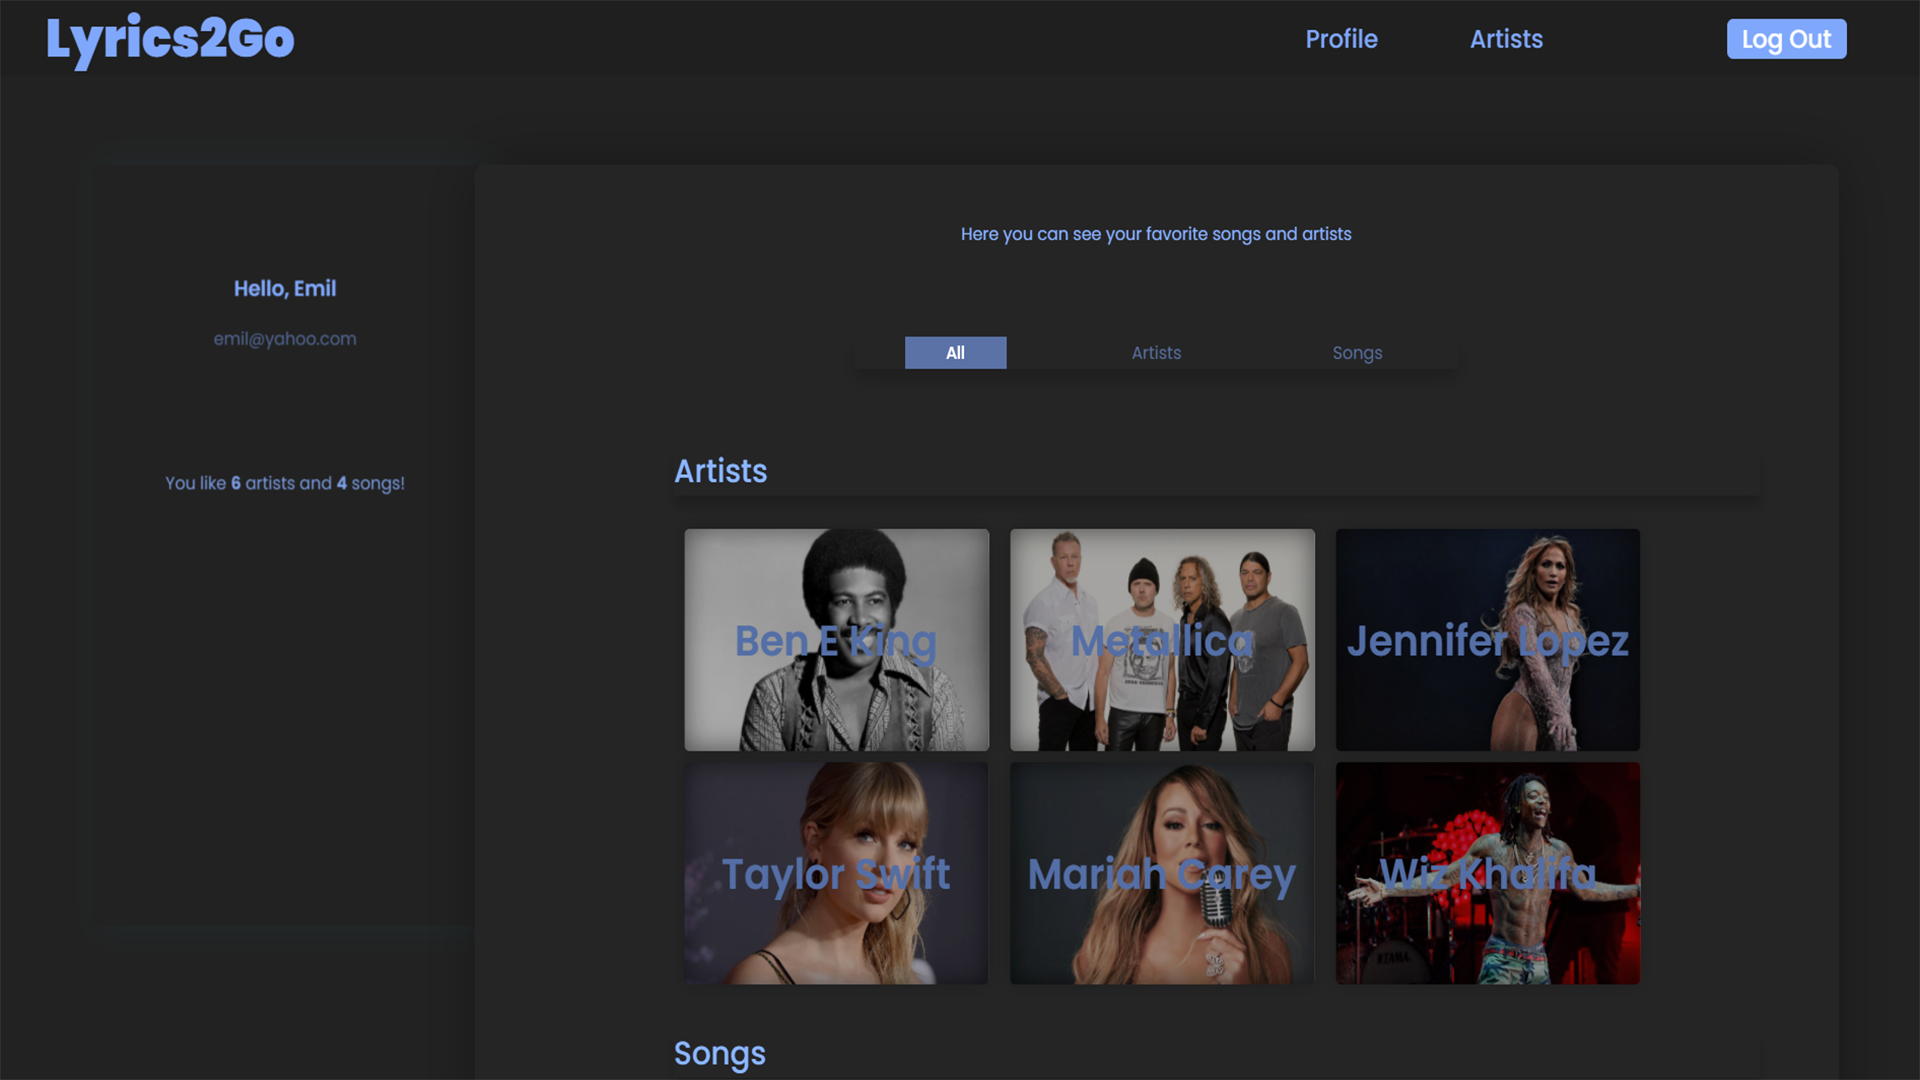 Lyrics2Go
Profile
Artists
Log Out
Hello, Emil
emil@yahoo.com
You like 6 artists and 4 songs!
Here you can see your favorite songs and artists
All
Artists
Songs
Artists
Ben E King
Metallica
Jennifer Lopez
Taylor Swift
Mariah Carey
Wiz Khalifa
TAMA
Songs